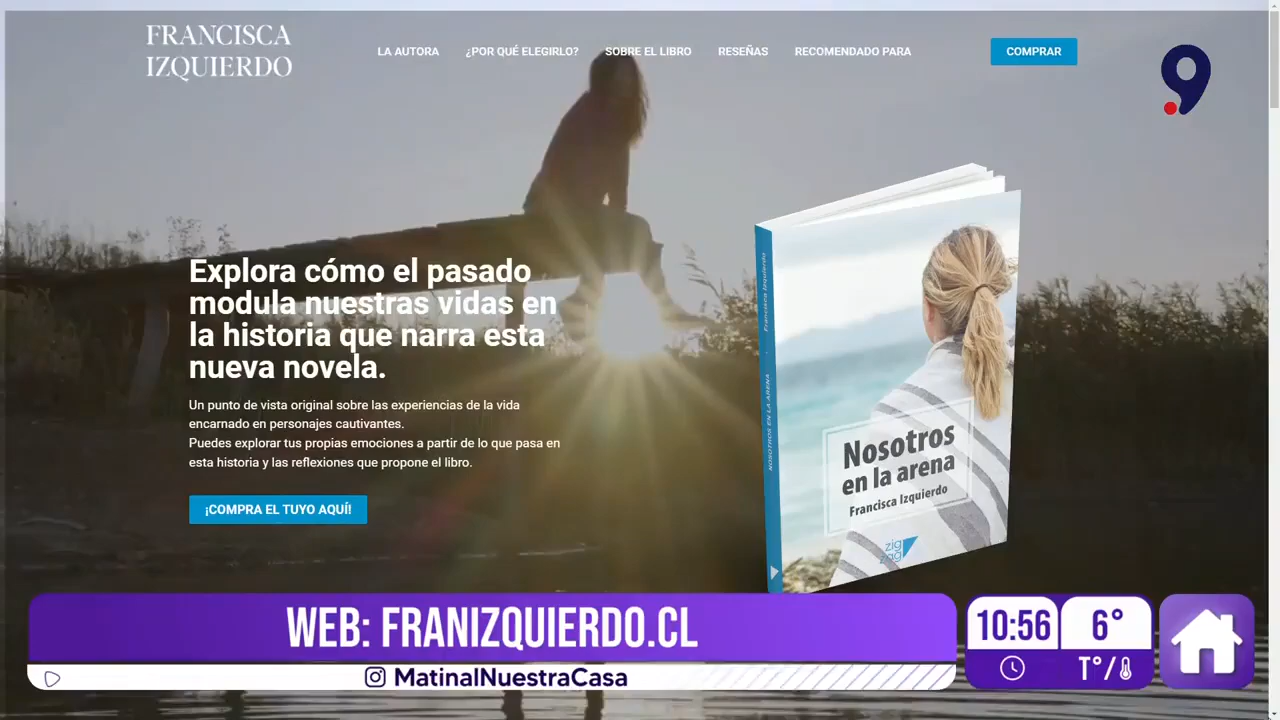 FRANCISCA
IZQUIERDO
LA AUTORA
¿POR QUÉ ELEGIRLO?
SOBRE EL LIBRO
RESEÑAS
RECOMENDADO PARA
COMPRAR
9
Explora cómo el pasado
modula nuestras vidas en
la historia que narra esta
nueva novela.
Un punto de vista original sobre las experiencias de la vida
encarnado en personajes cautivantes.
Puedes explorar tus propias emociones a partir de lo que pasa en
esta historia y las reflexiones que propone el libro.
¡COMPRA EL TUYO AQUÍ!
Francisca Izquierdo
NOSOTROS EN LA ARENA
Nosotros
en la arena
Francisca Izquierdo
zig
zag
WEB: FRANIZQUIERDO.CL
MatinalNuestraCasa
10:56
6°
T°/